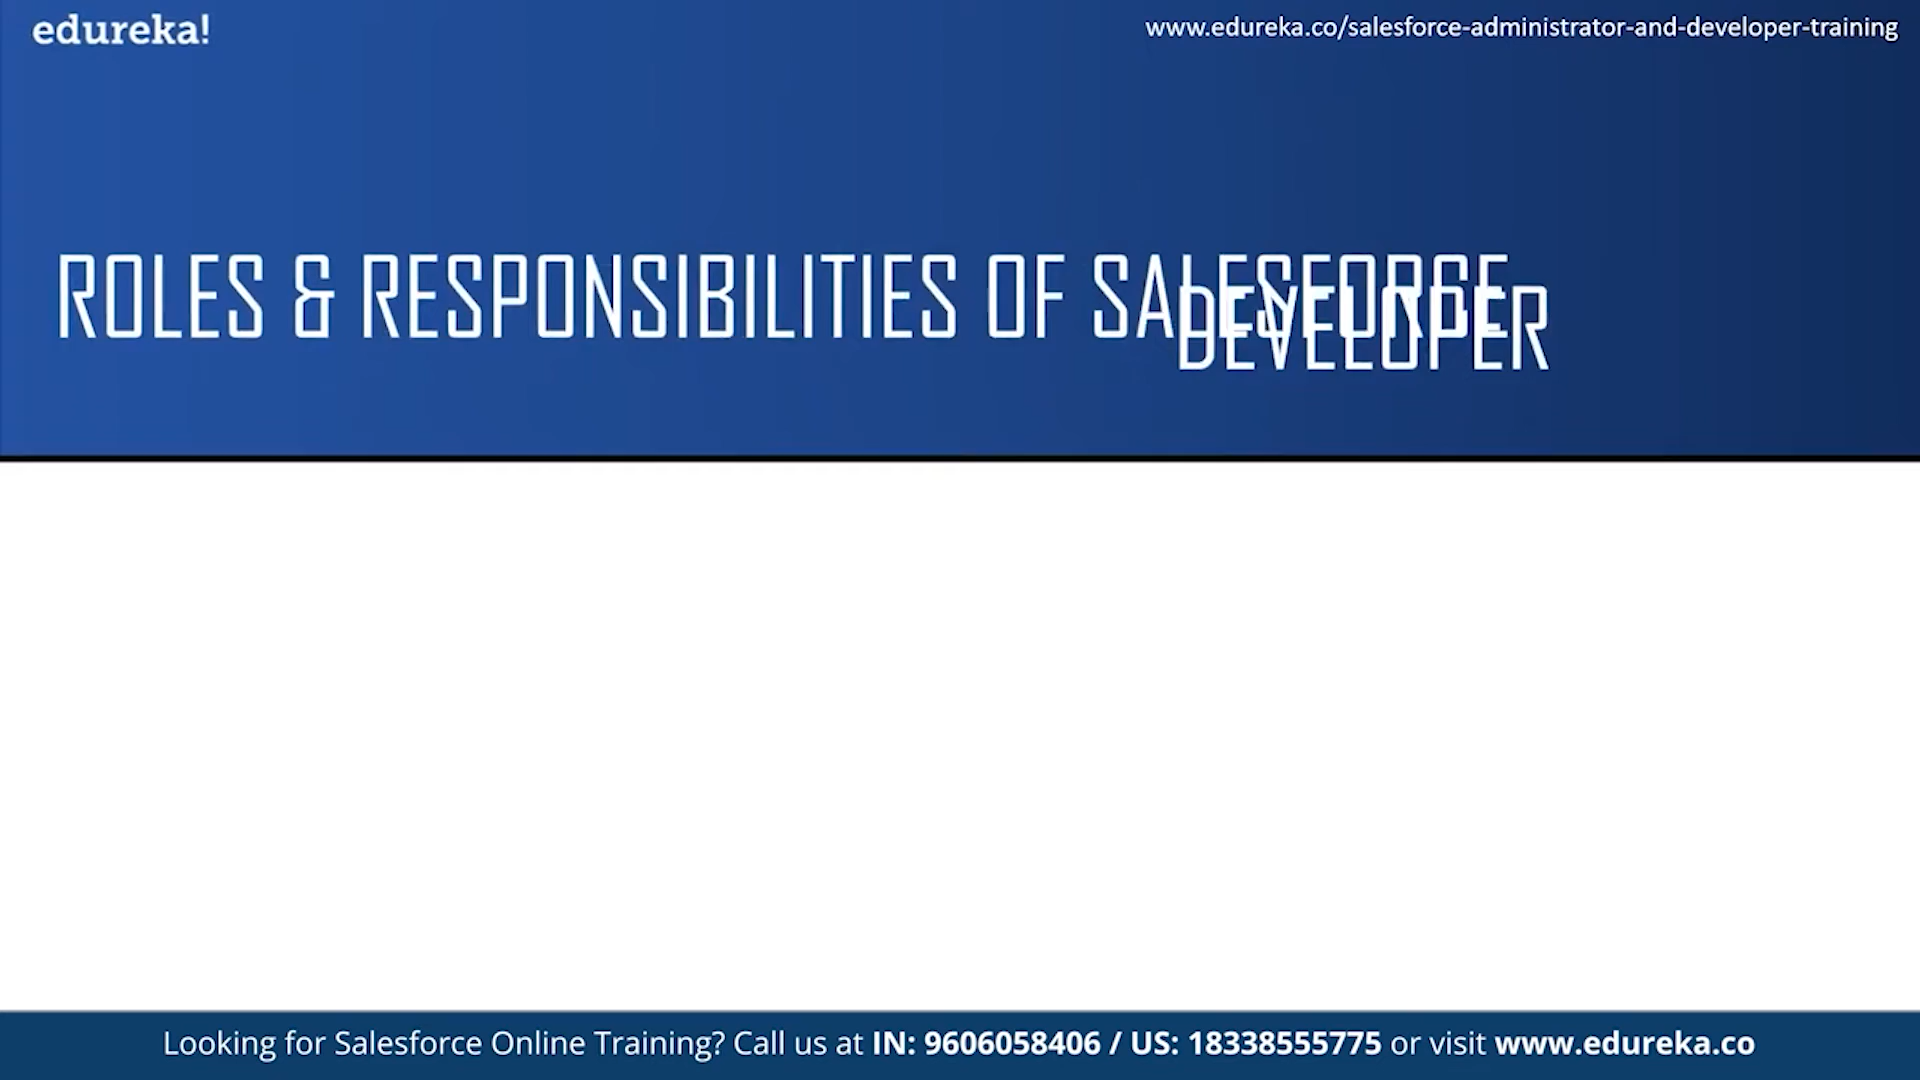 edureka!
www.edureka.co/salesforce-administrator-and-developer-training
ROLES & RESPONSIBILITIES OF SALESFORCE
DEVELOPER
Looking for Salesforce Online Training? Call us at IN: 9606058406 / US: 18338555775 or visit www.edureka.co